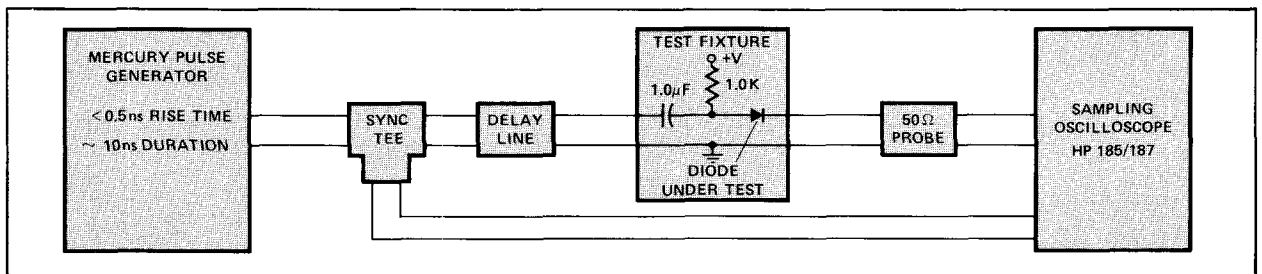 MERCURY PULSE
GENERATOR
<0.5ns RISE TIME
~ 10ns DURATION
SYNC
TEE
DELAY
LINE
TEST FIXTURE
+V
1.0μF
1.0K
DIODE
UNDER TEST
50Ω
PROBE
SAMPLING
OSCILLOSCOPE
HP 185/187